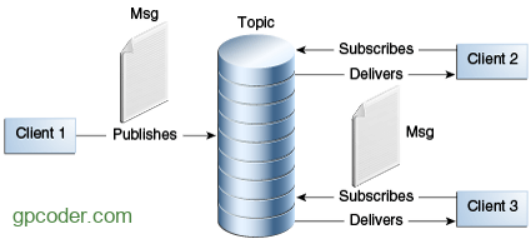 Msg
Topic
Subscribes
Client 2
Delivers
Client 1
Publishes
Msg
Subscribes
Client 3
Delivers
gpcoder.com